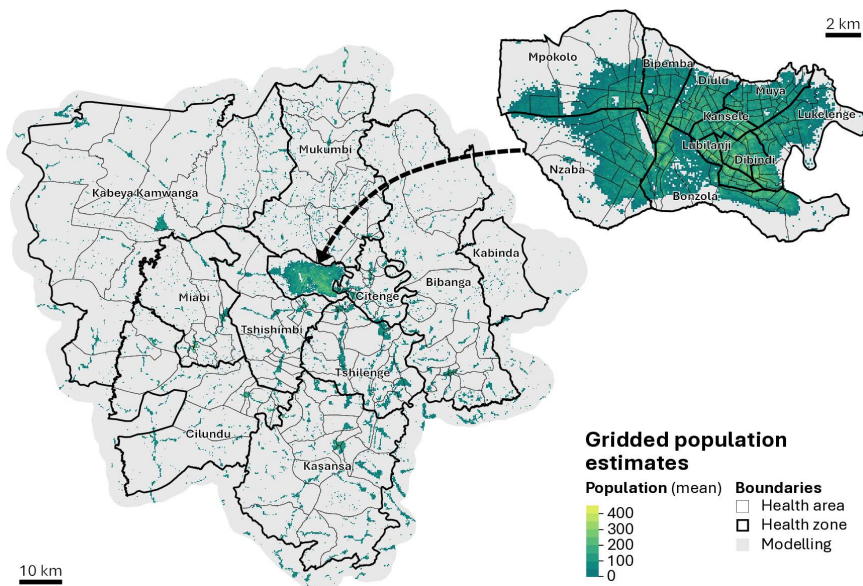 2 km
Mpokolo
Bipemba
Diulu
Muya
Lukelenge
Kansele
Lubilanji
Dibindi
Nzaba
Bonzola
Mukumbi
Kabeya Kamwanga
Kabinda
Bibanga
Miabi
Citenge
Tshishimbi
Tshilenge
Cilundu
Kasansa
Gridded population
estimates
Population (mean)
400
300
200
100
0
Boundaries
Health area
Health zone
Modelling
10 km